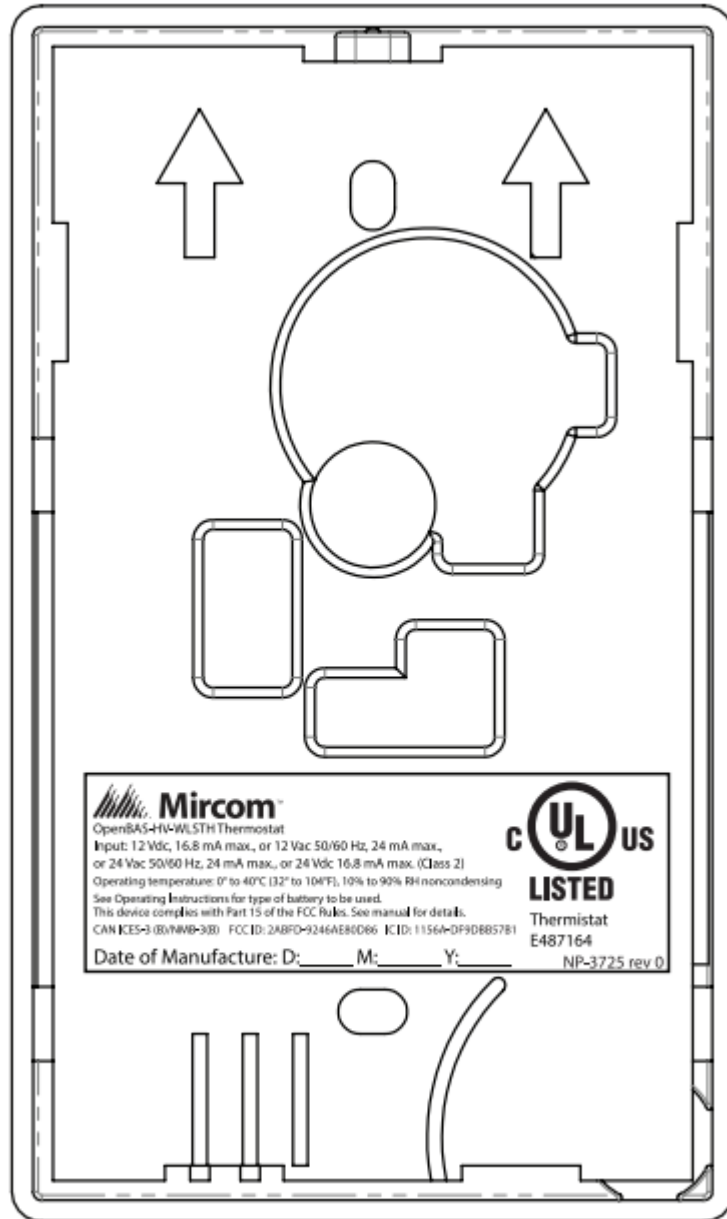 Mircom™
OpenBAS-HV-WLSTH Thermostat
Input: 12 Vdc, 16.8 mA max., or 12 Vac 50/60 Hz, 24 mA max.,
or 24 Vac 50/60 Hz, 24 mA max., or 24 Vdc 16.8 mA max. (Class 2)
Operating temperature: 0° to 40°C (32° to 104°F), 10% to 90% RH noncondensing
See Operating Instructions for type of battery to be used.
This device complies with Part 15 of the FCC Rules. See manual for details.
CAN ICES-3 (B)/NMB-3(B) FCC ID: 2ABFD-9246AE80D86 IC ID: 1156A-DF9DBB57B1
Date of Manufacture: D:______ M:______ Y:______
C UL US
LISTED
Thermistat
E487164
NP-3725 rev 0